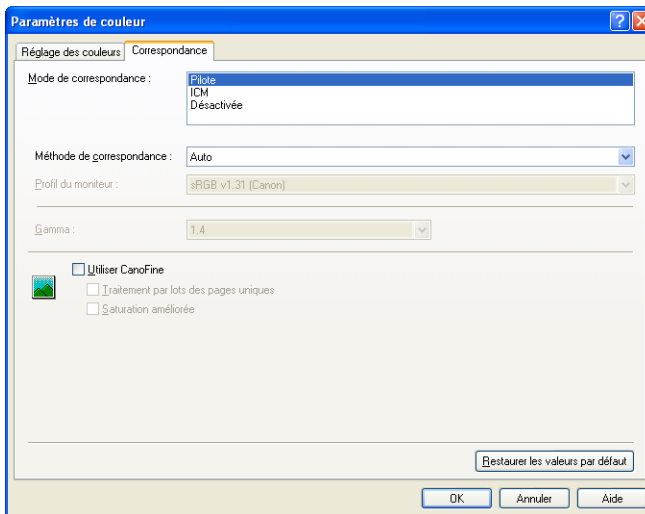 Paramètres de couleur
Réglage des couleurs Correspondance
Mode de correspondance : Pilote
ICM
Désactivée
Méthode de correspondance : Auto
Profil du moniteur : sRGB v1.31 (Canon)
Gamma : 1.4
Utiliser CanoFine
Traitement par lots des pages uniques
Saturation améliorée
Restaurer les valeurs par défaut
OK Annuler Aide